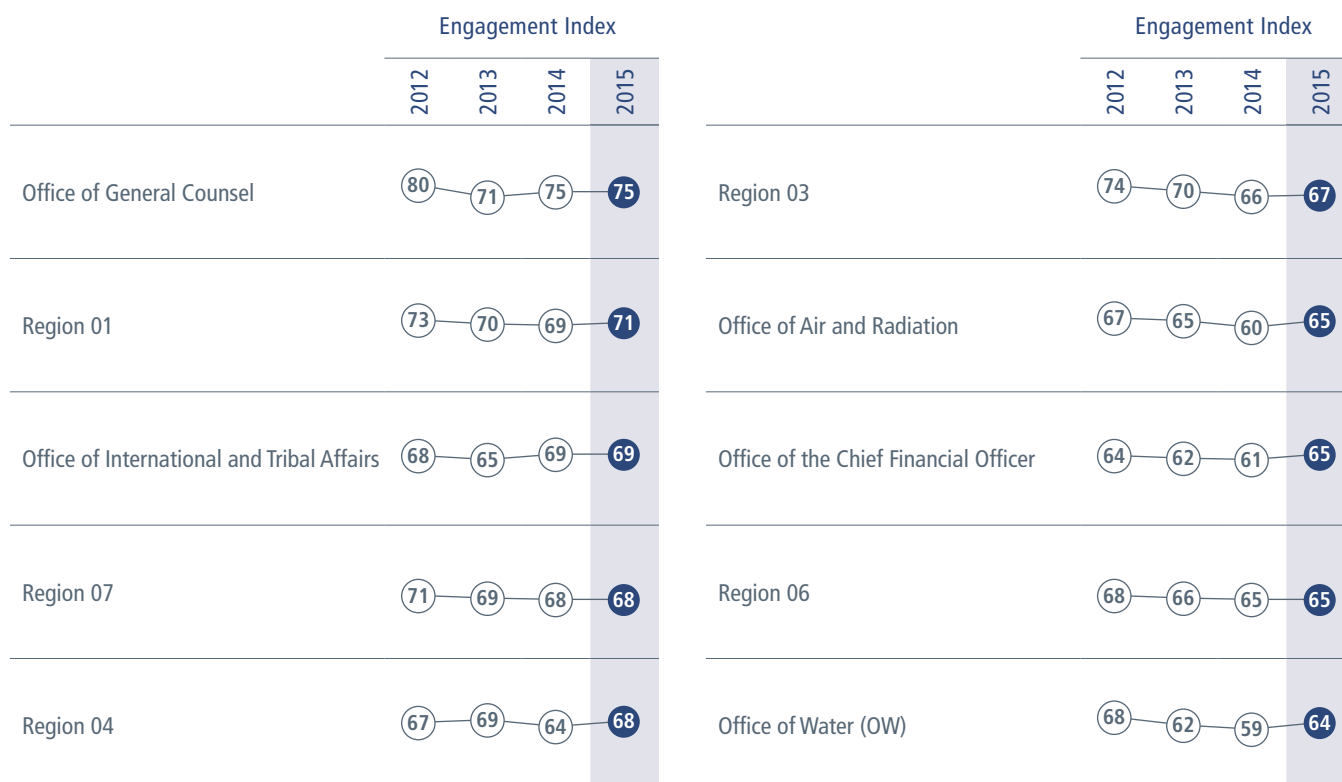 Engagement Index
2012 2013 2014 2015
Office of General Counsel 80 71 75 75
Region 01 73 70 69 71
Office of International and Tribal Affairs 68 65 69 69
Region 07 71 69 68 68
Region 04 67 69 64 68
Engagement Index
2012 2013 2014 2015
Region 03 74 70 66 67
Office of Air and Radiation 67 65 60 65
Office of the Chief Financial Officer 64 62 61 65
Region 06 68 66 65 65
Office of Water (OW) 68 62 59 64